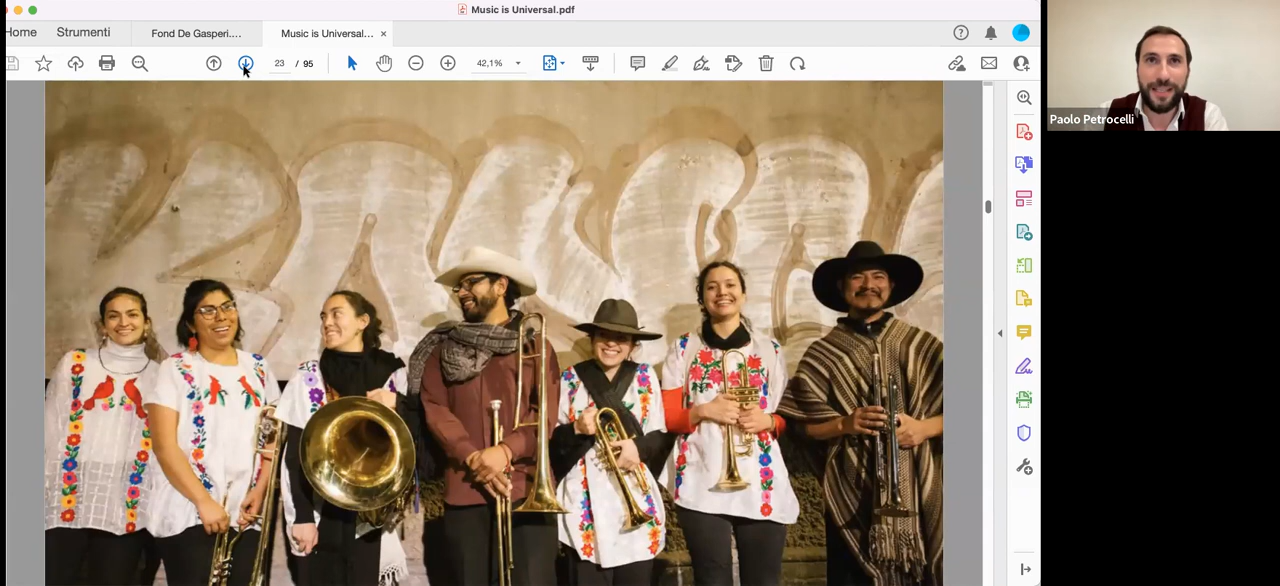 Music is Universal.pdf
Home
Strumenti
Fond De Gasperi....
Music is Universal... ×
23 / 95
42,1%
Paolo Petrocelli